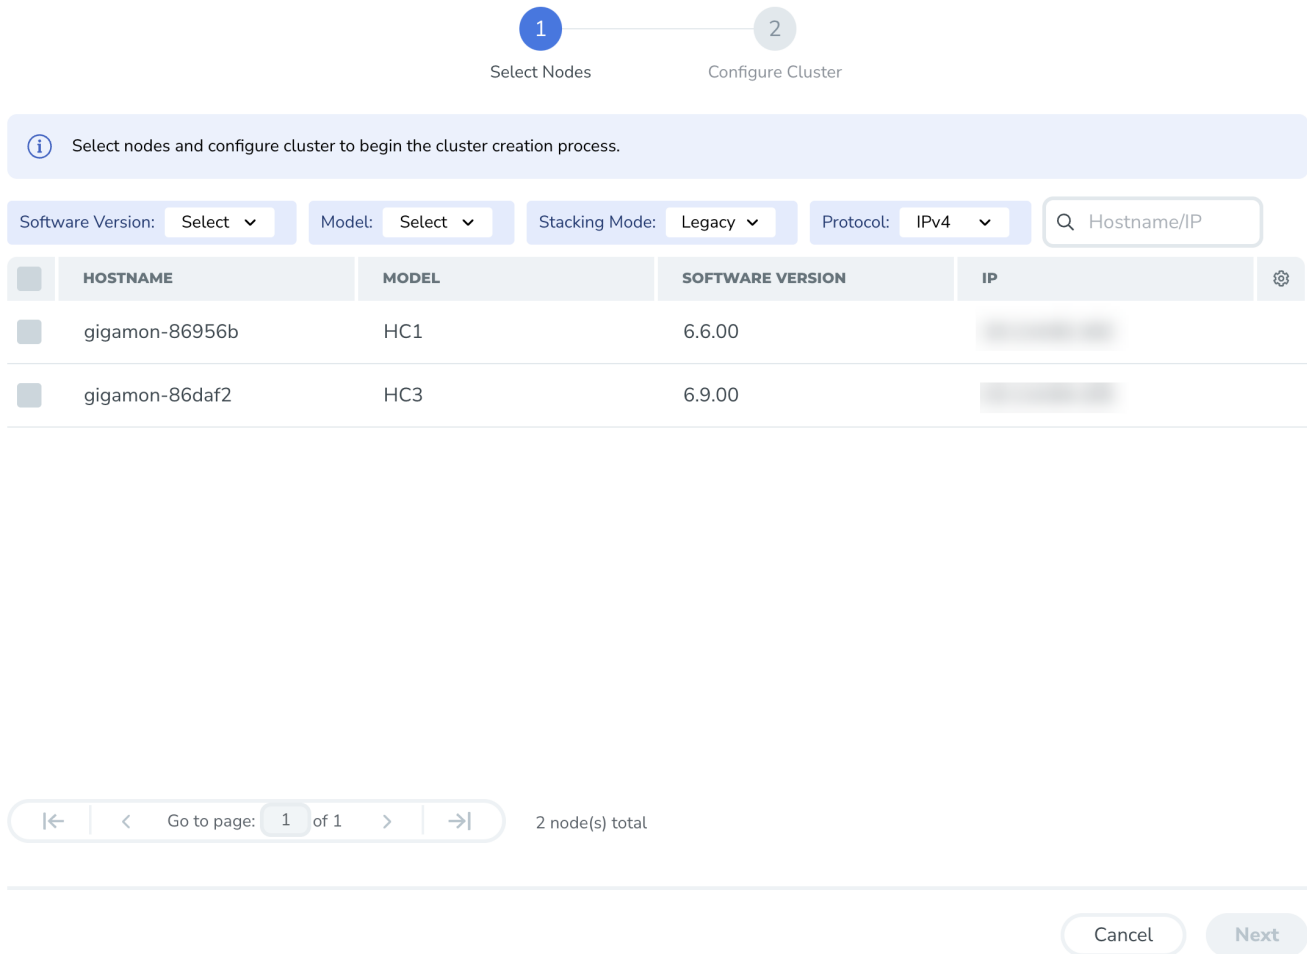 1
2
Select Nodes
Configure Cluster
Select nodes and configure cluster to begin the cluster creation process.
Software Version: Select
Model: Select
Stacking Mode: Legacy
Protocol: IPv4
Hostname/IP
HOSTNAME MODEL SOFTWARE VERSION IP
gigamon-86956b HC1 6.6.00
gigamon-86daf2 HC3 6.9.00
Go to page: 1 of 1
2 node(s) total
Cancel
Next